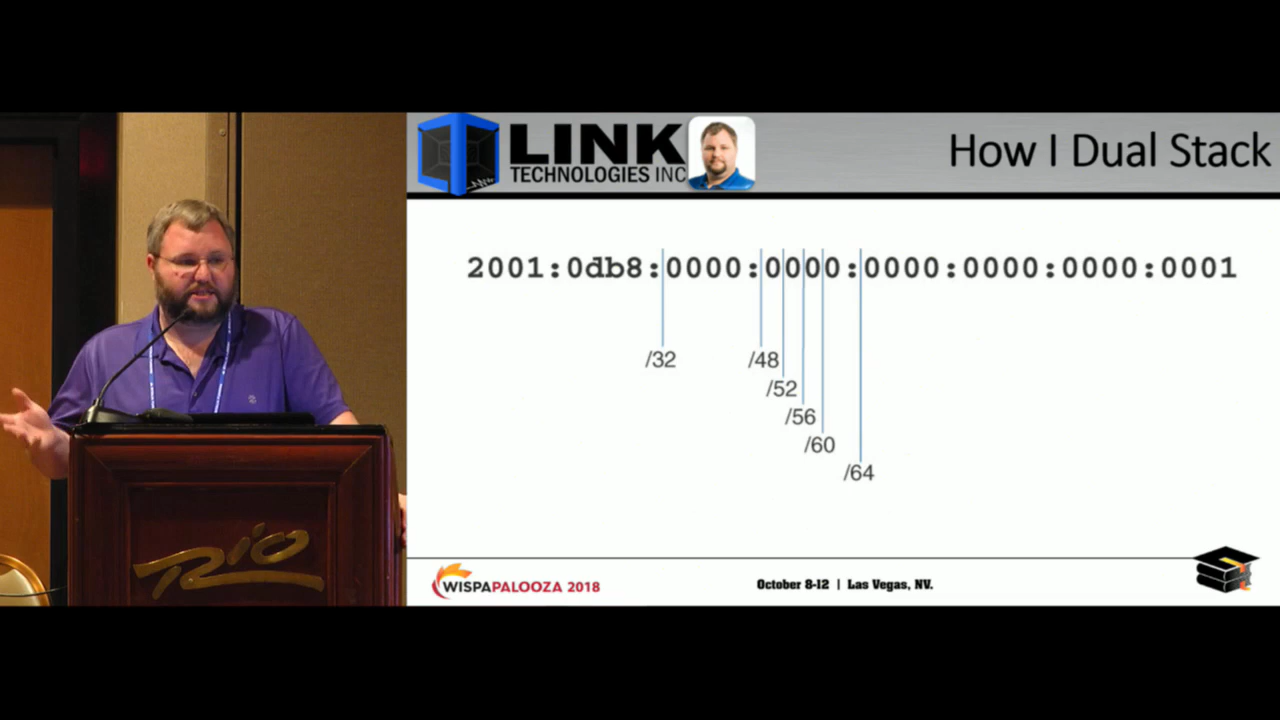 LINK
TECHNOLOGIES INC
How I Dual Stack
2001:0db8:0000:0000:0000:0000:0000:0001
/32
/48
/52
/56
/60
/64
RIO
WISPAPALOOZA 2018
October 8-12 | Las Vegas, NV.